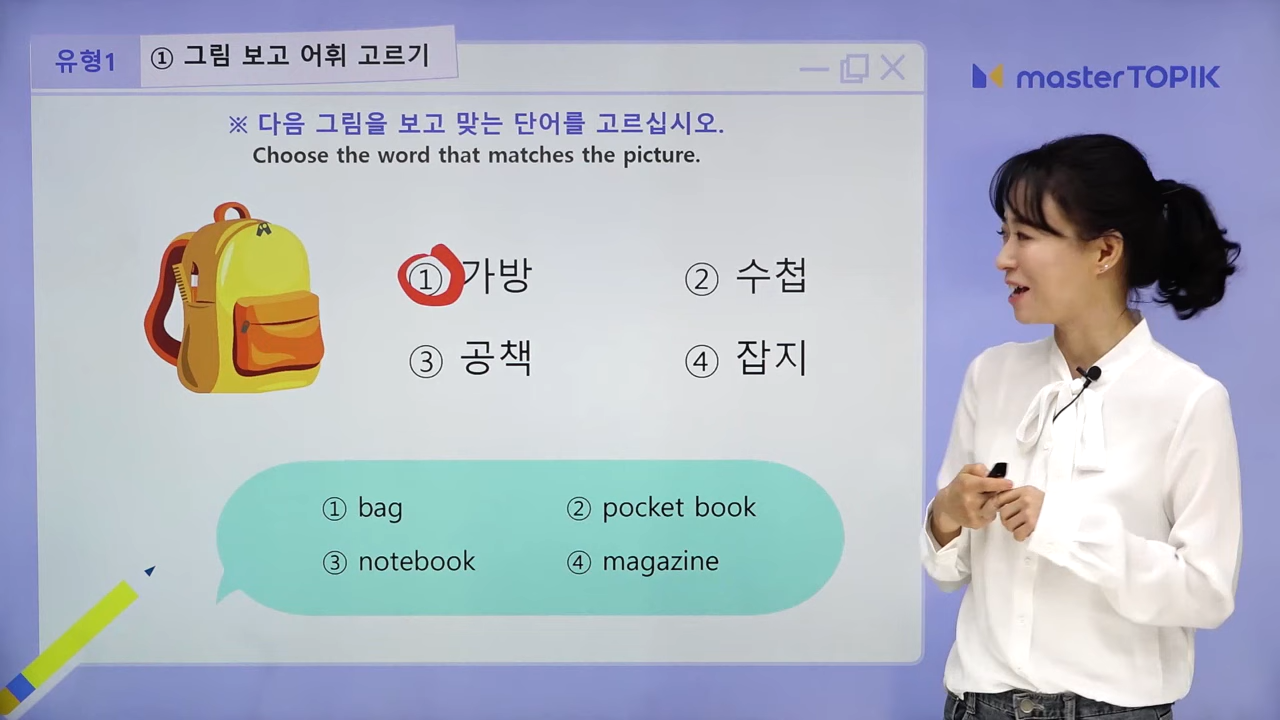 유형1 ① 그림 보고 어휘 고르기
masterTOPIK
※ 다음 그림을 보고 맞는 단어를 고르십시오.
Choose the word that matches the picture.
① 가방 ② 수첩
③ 공책 ④ 잡지
① bag ② pocket book
③ notebook ④ magazine